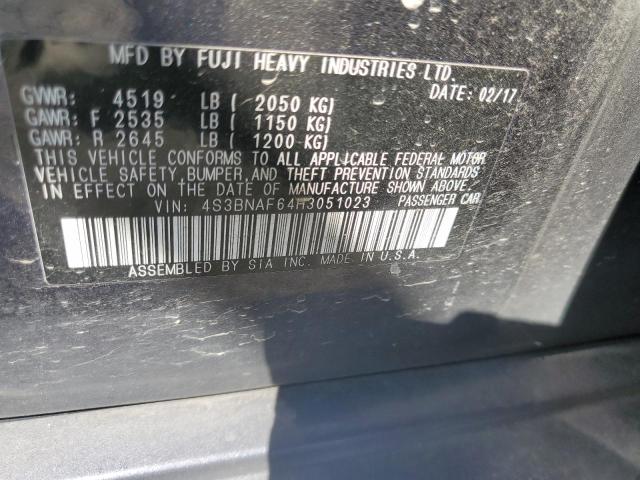 MFD BY FUJI HEAVY INDUSTRIES LTD.
DATE: 02/17
GVWR: 4519 LB ( 2050 KG)
GAWR: F 2535 LB ( 1150 KG)
GAWR: R 2645 LB ( 1200 KG)
THIS VEHICLE CONFORMS TO ALL APPLICABLE FEDERAL MOTOR
VEHICLE SAFETY, BUMPER, AND THEFT PREVENTION STANDARDS
IN EFFECT ON THE DATE OF MANUFACTURE SHOWN ABOVE.
VIN: 4S3BNAF64H3051023 PASSENGER CAR
ASSEMBLED BY SIA INC. MADE IN U.S.A.